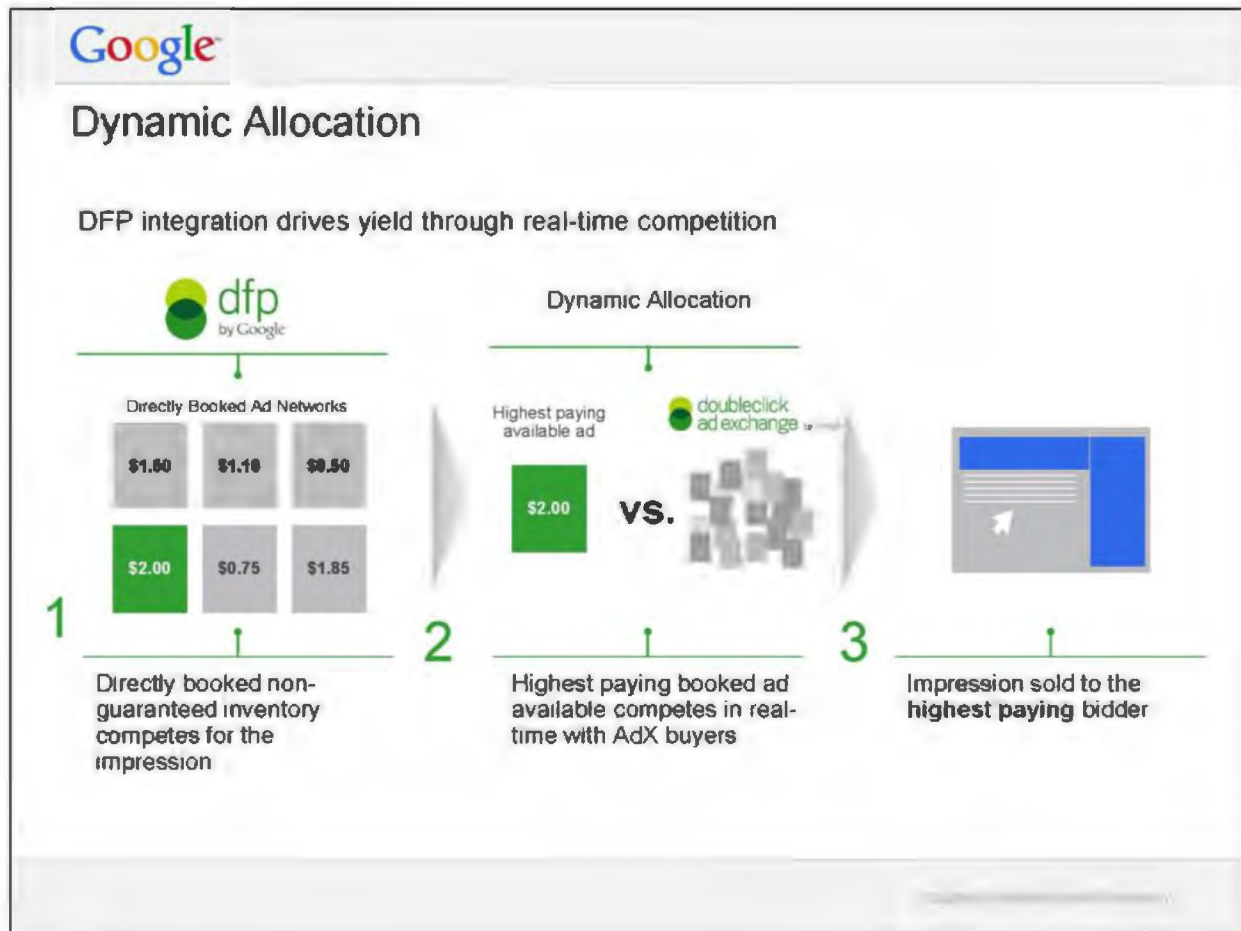 Google
Dynamic Allocation
DFP integration drives yield through real-time competition
dfp
by Google
Directly Booked Ad Networks
$1.10
$2.00
$0.75
$1.85
1
Directly booked non-
guaranteed inventory
competes for the
impression
Dynamic Allocation
Highest paying
available ad
doubleclick
ad exchange
$2.00
vs.
2
Highest paying booked ad
available competes in real-
time with AdX buyers
3
Impression sold to the
highest paying bidder